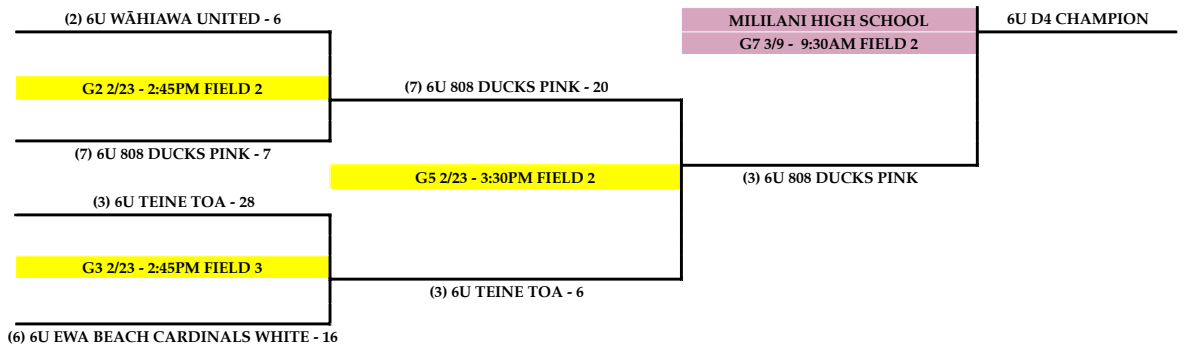 (2) 6U WĀHIAWA UNITED - 6
MILILANI HIGH SCHOOL
6U D4 CHAMPION
G7 3/9 - 9:30AM FIELD 2
G2 2/23 - 2:45PM FIELD 2
(7) 6U 808 DUCKS PINK - 20
(7) 6U 808 DUCKS PINK - 7
G5 2/23 - 3:30PM FIELD 2
(3) 6U 808 DUCKS PINK
(3) 6U TEINE TOA - 28
G3 2/23 - 2:45PM FIELD 3
(3) 6U TEINE TOA - 6
(6) 6U EWA BEACH CARDINALS WHITE - 16